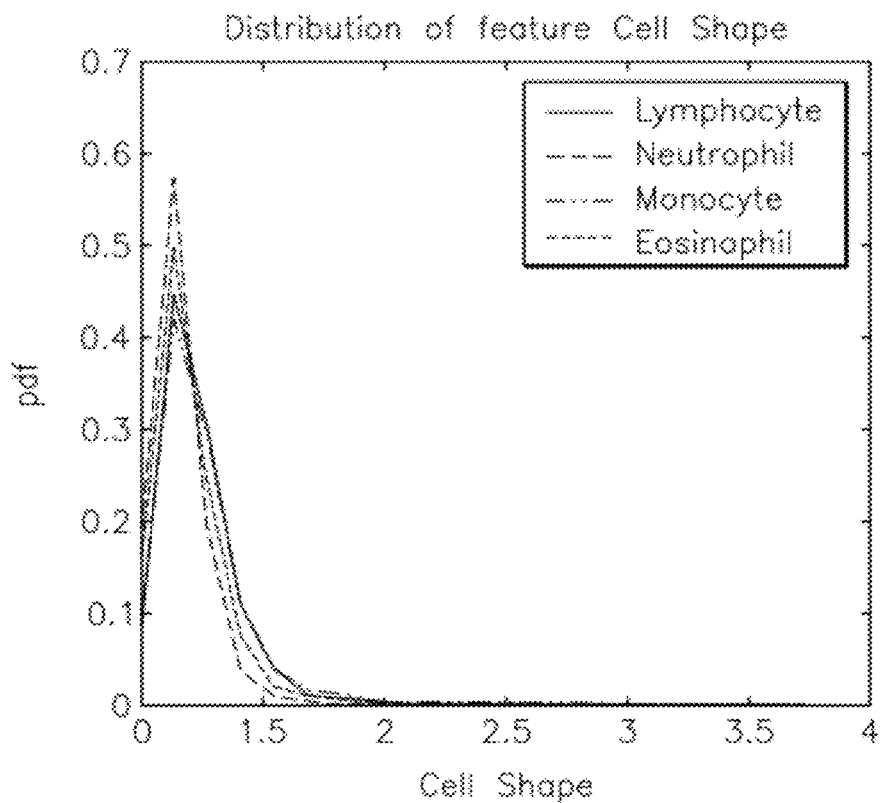 Distribution of feature Cell Shape
0.7
0.6
0.5
0.4
0.3
0.2
0.1
0
pdf
Lymphocyte
Neutrophil
Monocyte
Eosinophil
0 1.5 2 2.5 3 3.5 4
Cell Shape